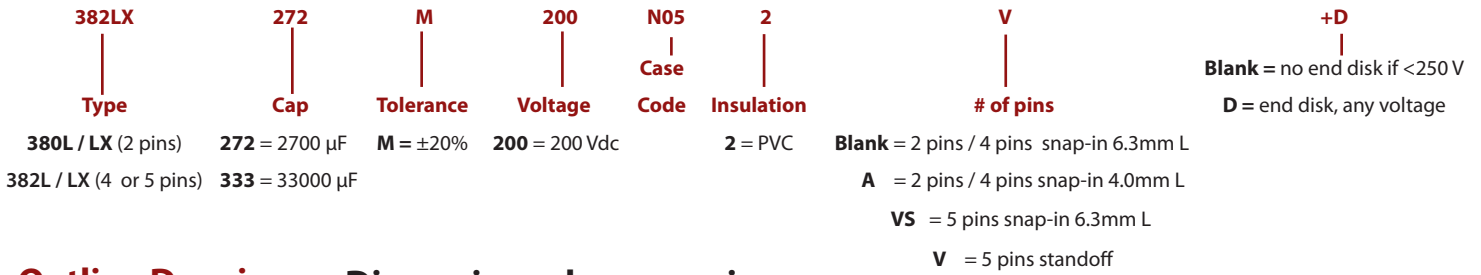 382LX 272 M 200 N05 2 V +D
Case
Blank = no end disk if <250 V
Type Cap Tolerance Voltage Code Insulation # of pins D = end disk, any voltage
380L / LX (2 pins) 272 = 2700 µF M = ±20% 200 = 200 Vdc 2 = PVC Blank = 2 pins / 4 pins snap-in 6.3mm L
382L / LX (4 or 5 pins) 333 = 33000 µF A = 2 pins / 4 pins snap-in 4.0mm L
VS = 5 pins snap-in 6.3mm L
V = 5 pins standoff